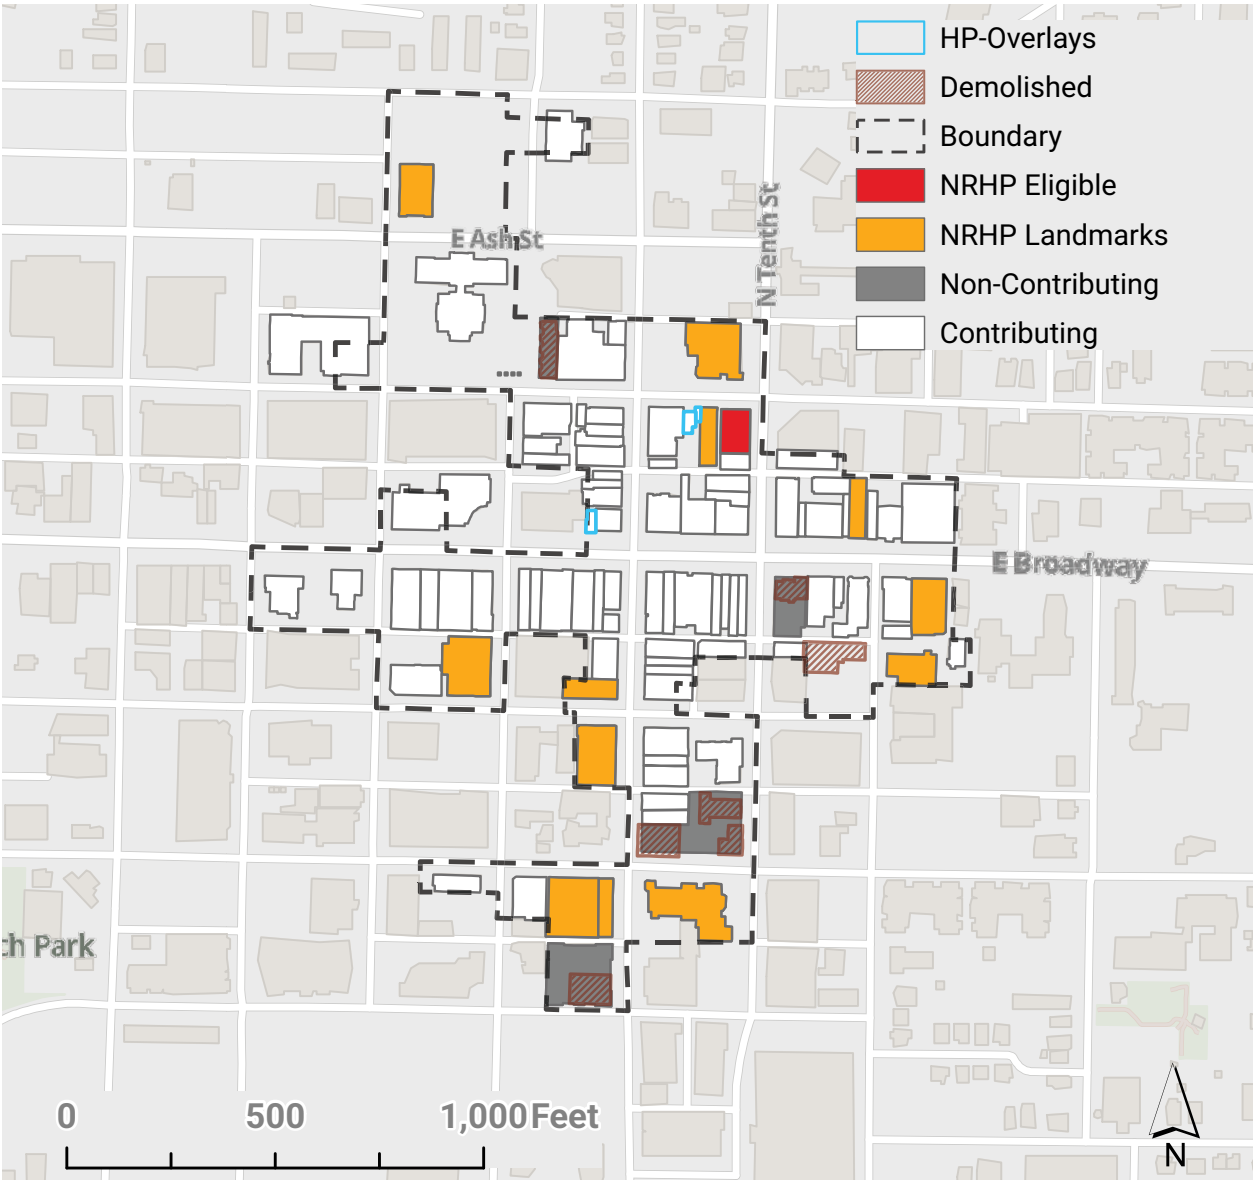 HP-Overlays
Demolished
Boundary
NRHP Eligible
NRHP Landmarks
Non-Contributing
Contributing
N Tenth St
E Ash St
E Broadway
ch Park
0 500 1,000 Feet
N